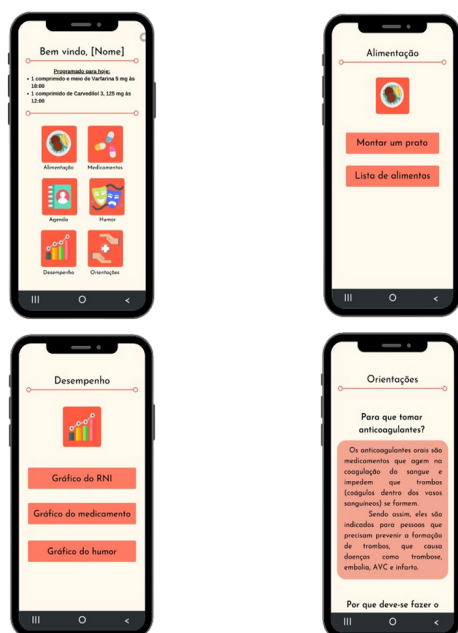 Bem vindo, [Nome]
Programado para hoje:
• 1 comprimido e meio de Varfarina 5 mg às
18:00
• 1 comprimido de Carvedilol 3, 125 mg às
12:00
Alimentação
Medicamentos
Agenda
Humor
Desempenho
Orientações
Alimentação
Montar um prato
Lista de alimentos
Desempenho
Gráfico do RNI
Gráfico do medicamento
Gráfico do humor
Orientações
Para que tomar
anticoagulantes?
Os anticoagulantes orais são
medicamentos que agem na
coagulação do sangue e
impedem que trombos
(coágulos dentro dos vasos
sanguíneos) se formem.
Sendo assim, eles são
indicados para pessoas que
precisam prevenir a formação
de trombos, que causa
doenças como trombose,
embolia, AVC e infarto.
Por que deve-se fazer o